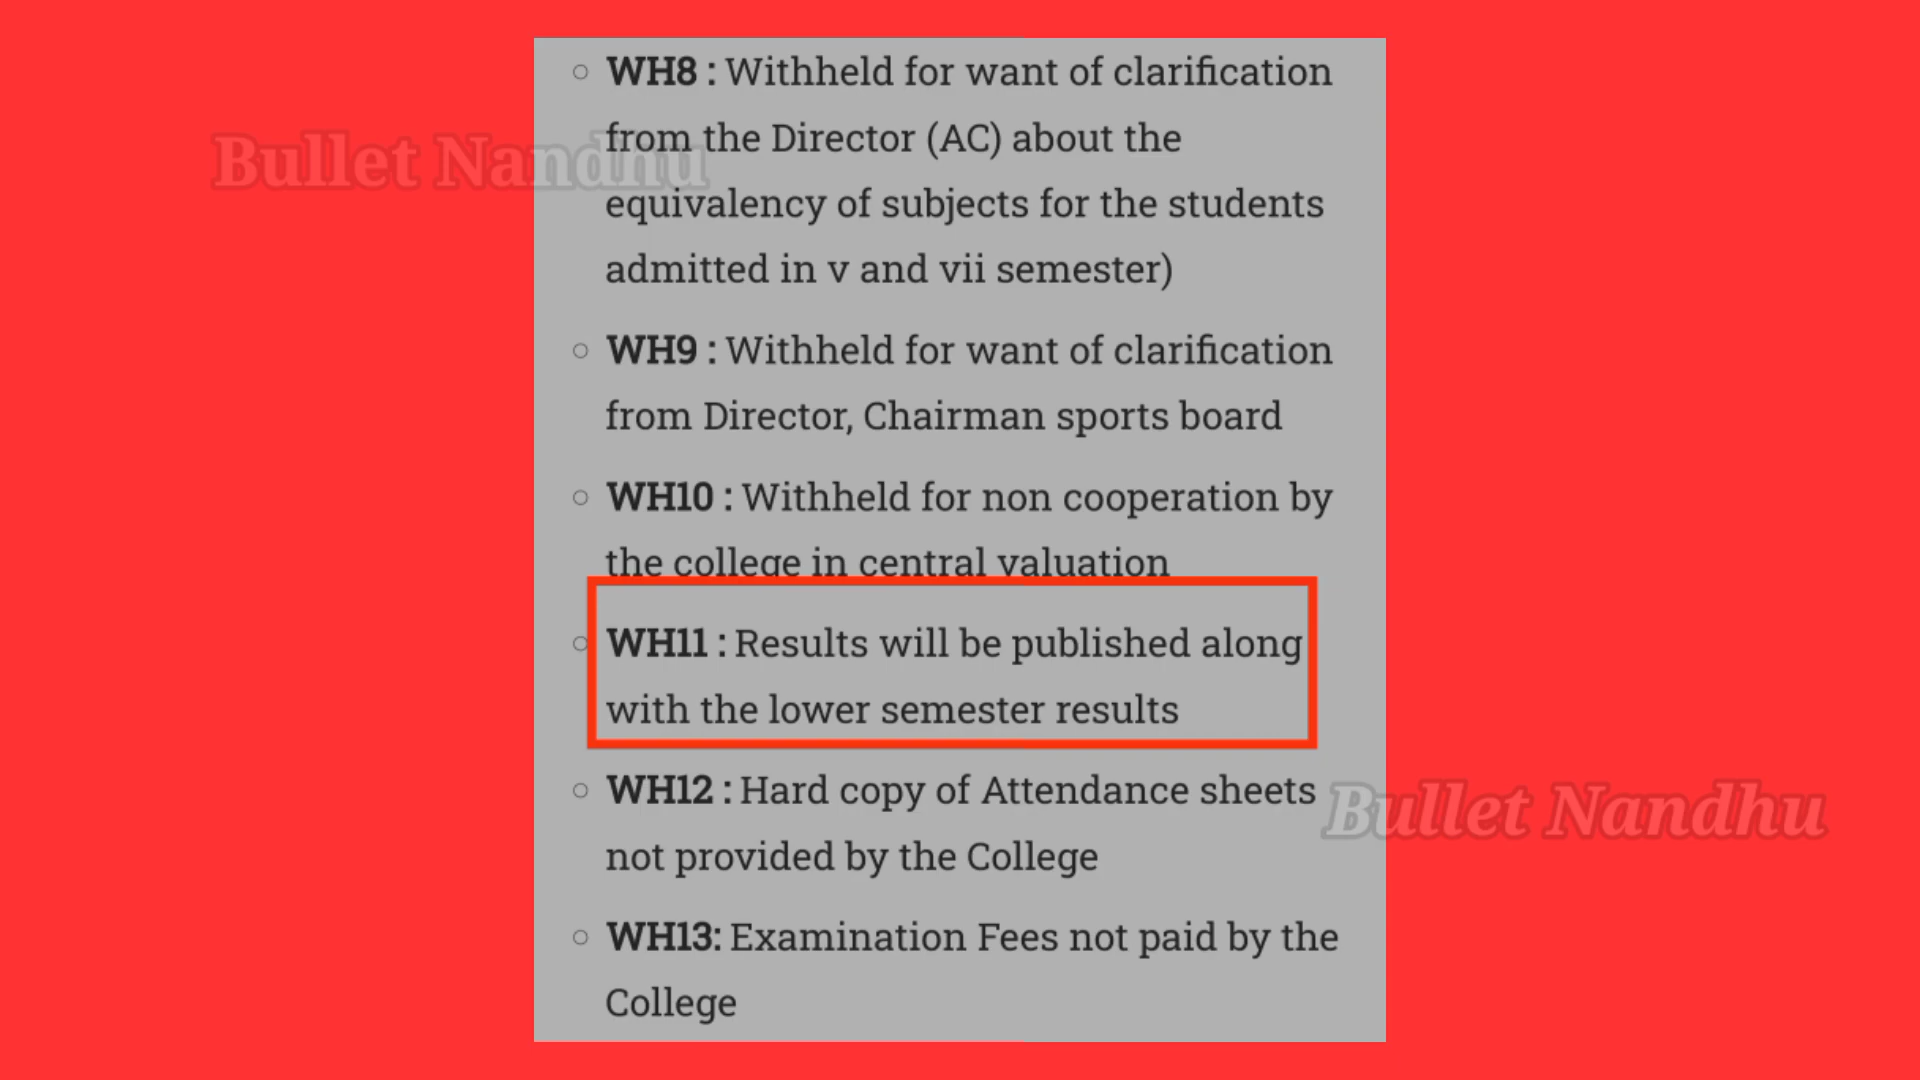 WH8 : Withheld for want of clarification
from the Director (AC) about the
Bullet Nandhu
equivalency of subjects for the students
admitted in v and vii semester)
WH9 : Withheld for want of clarification
from Director, Chairman sports board
WH10 : Withheld for non cooperation by
the college in central valuation
WH11 : Results will be published along
with the lower semester results
WH12 : Hard copy of Attendance sheets
Bullet Nandhu
not provided by the College
WH13: Examination Fees not paid by the
College